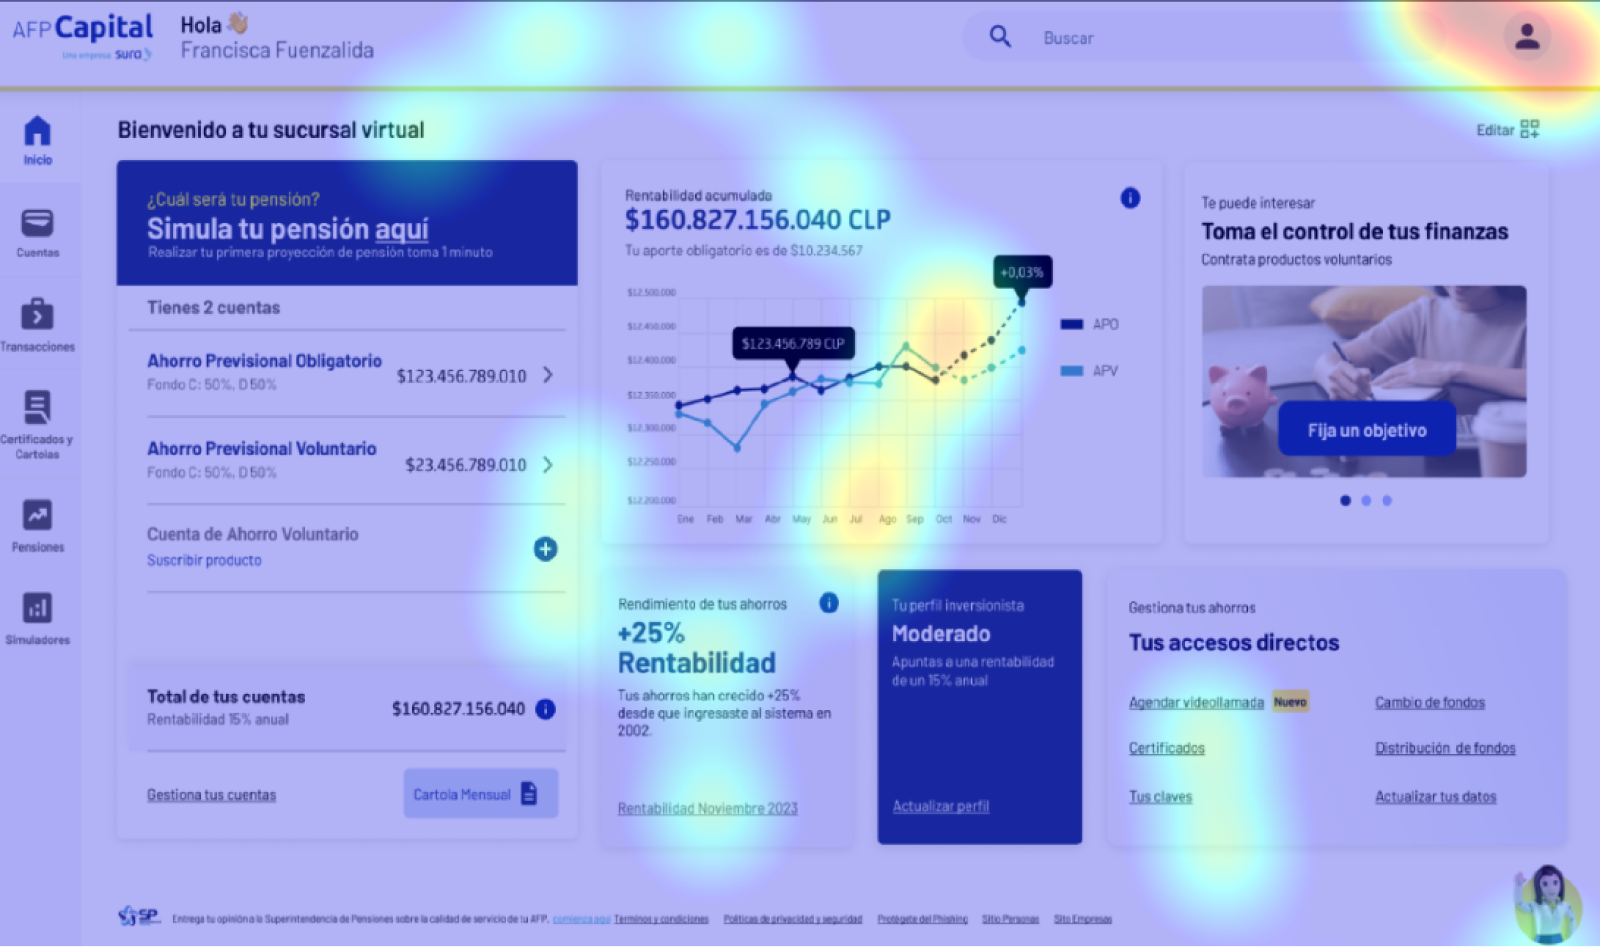 AFP Capital
Una empresa sura
Hola
Francisca Fuenzalida
Buscar
Bienvenido a tu sucursal virtual
Editar
Inicio
Cuentas
Transacciones
Certificados y
Cartolas
Pensiones
Simuladores
¿Cuál será tu pensión?
Simula tu pensión aquí
Realizar tu primera proyección de pensión toma 1 minuto
Tienes 2 cuentas
Ahorro Previsional Obligatorio
Fondo C: 50%, D 50%
$123.456.789.010
Ahorro Previsional Voluntario
Fondo C: 50%, D 50%
$23.456.789.010
Cuenta de Ahorro Voluntario
Suscribir producto
Total de tus cuentas
Rentabilidad 15% anual
$160.827.156.040
Gestiona tus cuentas
Cartola Mensual
Rentabilidad acumulada
$160.827.156.040 CLP
Tu aporte obligatorio es de $10.234.567
+0,03%
$123.456.789 CLP
$12.500.000
$12.450.000
$12.400.000
$12.350.000
$12.300.000
$12.250.000
$12.200.000
Ene Feb Mar Abr May Jun Jul Ago Sep Oct Nov Dic
APO
APV
Te puede interesar
Toma el control de tus finanzas
Contrata productos voluntarios
Fija un objetivo
Rendimiento de tus ahorros
+25%
Rentabilidad
Tus ahorros han crecido +25%
desde que ingresaste al sistema en
2002.
Rentabilidad Noviembre 2023
Tu perfil inversionista
Moderado
Apuntas a una rentabilidad
de un 15% anual
Actualizar perfil
Gestiona tus ahorros
Tus accesos directos
Agendar videollamada Nuevo
Cambio de fondos
Certificados
Distribución de fondos
Tus claves
Actualizar tus datos
SP
Entrega tu opinión a la Superintendencia de Pensiones sobre la calidad de servicio de tu AFP, comienza aquí Terminos y condiciones Políticas de privacidad y seguridad Protégete del Phishing Sitio Personas Sitio Empresas